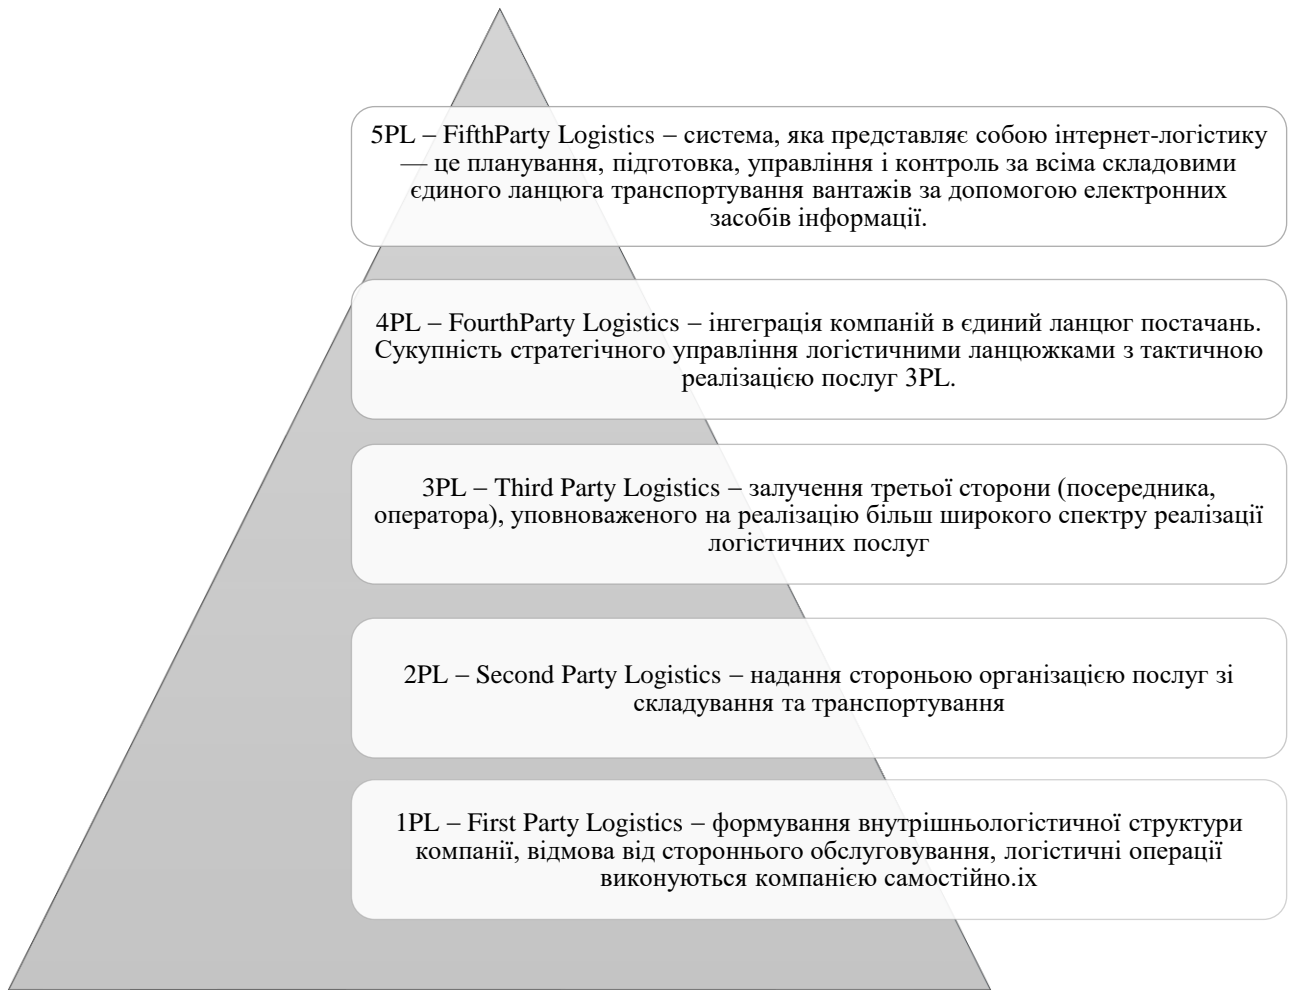 5PL – FifthParty Logistics – система, яка представляє собою інтернет-логістику
— це планування, підготовка, управління і контроль за всіма складовими
єдиного ланцюга транспортування вантажів за допомогою електронних
засобів інформації.
4PL – FourthParty Logistics – інгеграція компаній в єдиний ланцюг постачань.
Сукупність стратегічного управління логістичними ланцюжками з тактичною
реалізацією послуг 3PL.
3PL – Third Party Logistics – залучення третьої сторони (посередника,
оператора), уповноваженого на реалізацію більш широкого спектру реалізації
логістичних послуг
2PL – Second Party Logistics – надання стороньою організацією послуг зі
складування та транспортування
1PL – First Party Logistics – формування внутрішньологістичної структури
компанії, відмова від стороннього обслуговування, логістичні операції
виконуються компанією самостійно.іх